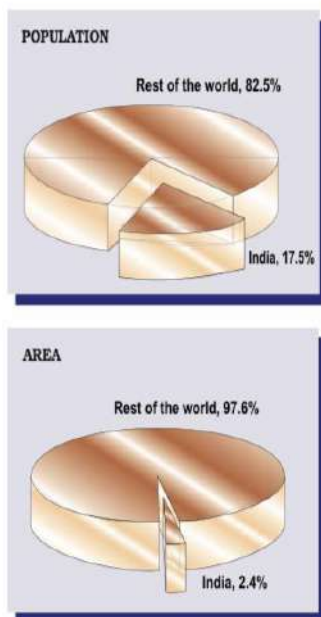 POPULATION
Rest of the world, 82.5%
India, 17.5%
AREA
Rest of the world, 97.6%
India, 2.4%